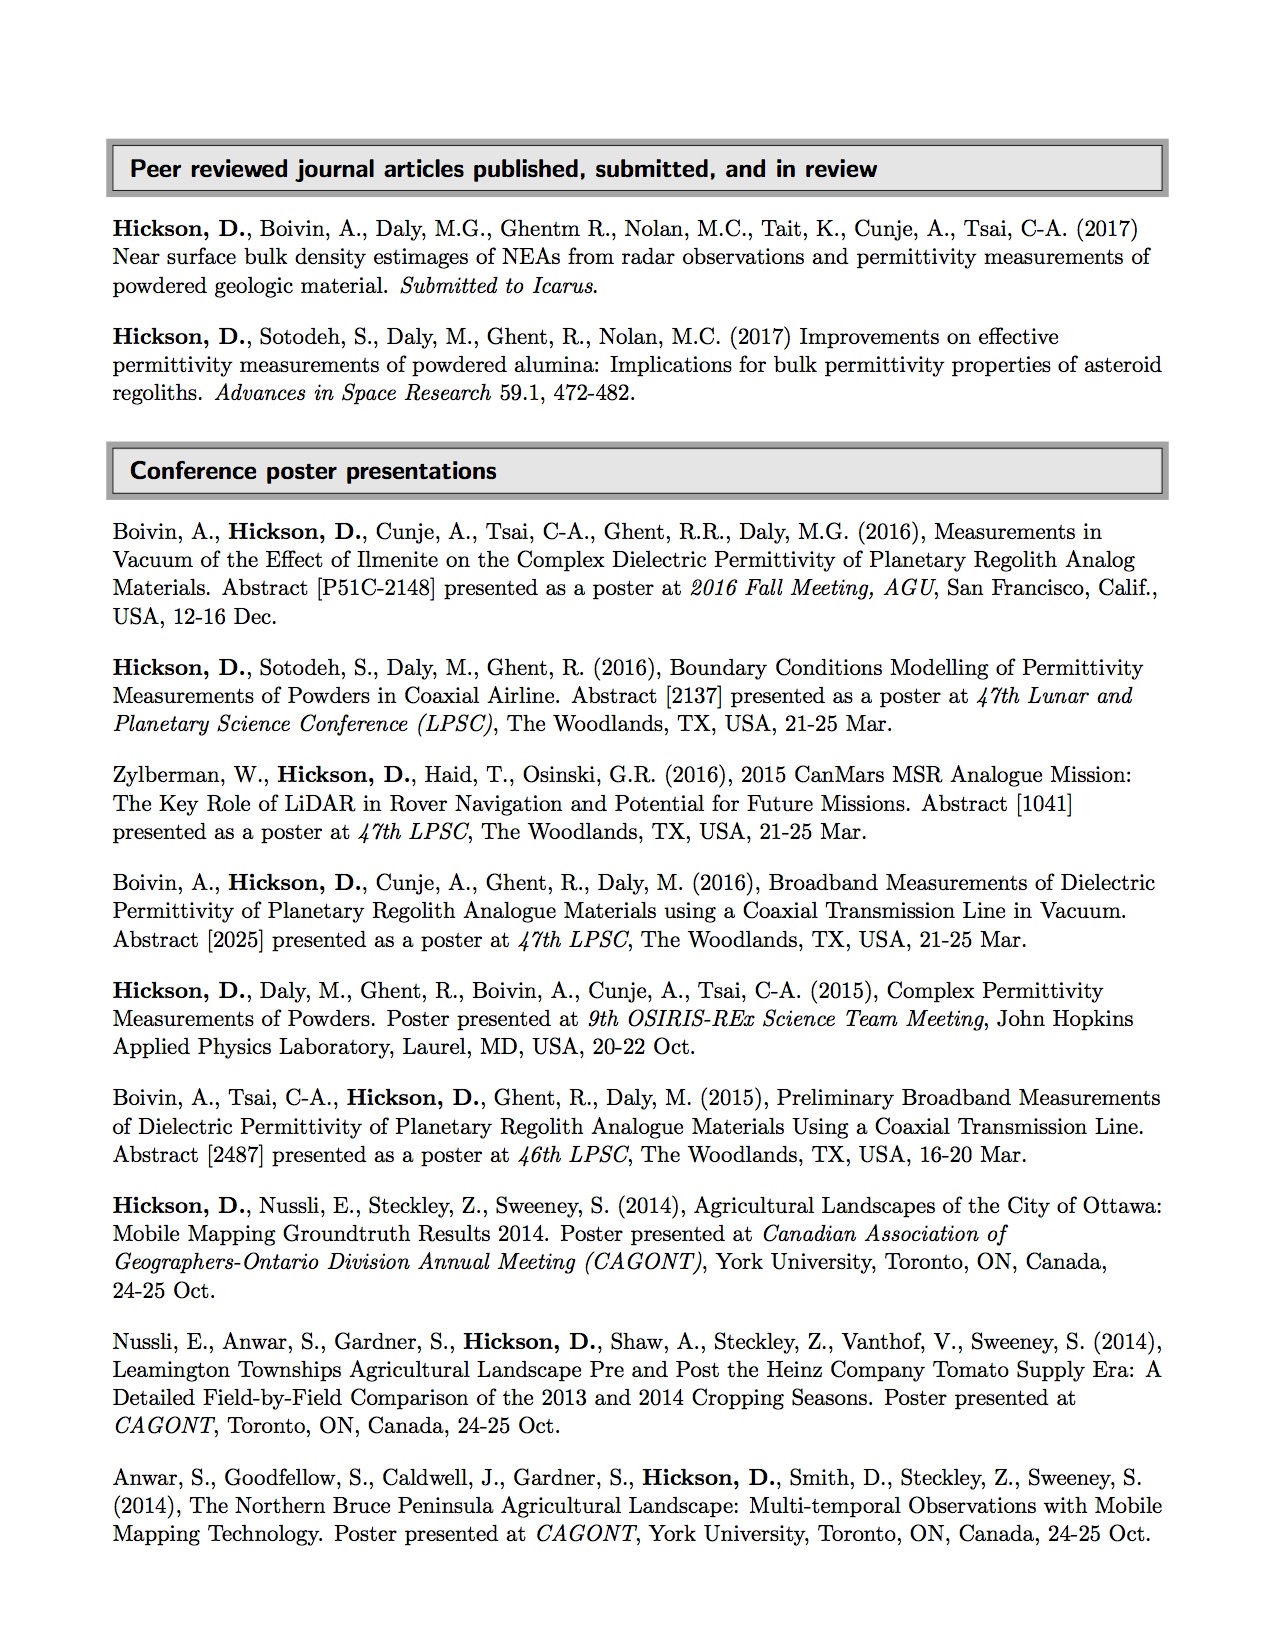 Peer reviewed journal articles published, submitted, and in review
Hickson, D., Boivin, A., Daly, M.G., Ghentm R., Nolan, M.C., Tait, K., Cunje, A., Tsai, C-A. (2017)
Near surface bulk density estimages of NEAs from radar observations and permittivity measurements of
powdered geologic material. Submitted to Icarus.
Hickson, D., Sotodeh, S., Daly, M., Ghent, R., Nolan, M.C. (2017) Improvements on effective
permittivity measurements of powdered alumina: Implications for bulk permittivity properties of asteroid
regoliths. Advances in Space Research 59.1, 472-482.
Conference poster presentations
Boivin, A., Hickson, D., Cunje, A., Tsai, C-A., Ghent, R.R., Daly, M.G. (2016), Measurements in
Vacuum of the Effect of Ilmenite on the Complex Dielectric Permittivity of Planetary Regolith Analog
Materials. Abstract [P51C-2148] presented as a poster at 2016 Fall Meeting, AGU, San Francisco, Calif.,
USA, 12-16 Dec.
Hickson, D., Sotodeh, S., Daly, M., Ghent, R. (2016), Boundary Conditions Modelling of Permittivity
Measurements of Powders in Coaxial Airline. Abstract [2137] presented as a poster at 47th Lunar and
Planetary Science Conference (LPSC), The Woodlands, TX, USA, 21-25 Mar.
Zylberman, W., Hickson, D., Haid, T., Osinski, G.R. (2016), 2015 CanMars MSR Analogue Mission:
The Key Role of LiDAR in Rover Navigation and Potential for Future Missions. Abstract [1041]
presented as a poster at 47th LPSC, The Woodlands, TX, USA, 21-25 Mar.
Boivin, A., Hickson, D., Cunje, A., Ghent, R., Daly, M. (2016), Broadband Measurements of Dielectric
Permittivity of Planetary Regolith Analogue Materials using a Coaxial Transmission Line in Vacuum.
Abstract [2025] presented as a poster at 47th LPSC, The Woodlands, TX, USA, 21-25 Mar.
Hickson, D., Daly, M., Ghent, R., Boivin, A., Cunje, A., Tsai, C-A. (2015), Complex Permittivity
Measurements of Powders. Poster presented at 9th OSIRIS-REx Science Team Meeting, John Hopkins
Applied Physics Laboratory, Laurel, MD, USA, 20-22 Oct.
Boivin, A., Tsai, C-A., Hickson, D., Ghent, R., Daly, M. (2015), Preliminary Broadband Measurements
of Dielectric Permittivity of Planetary Regolith Analogue Materials Using a Coaxial Transmission Line.
Abstract [2487] presented as a poster at 46th LPSC, The Woodlands, TX, USA, 16-20 Mar.
Hickson, D., Nussli, E., Steckley, Z., Sweeney, S. (2014), Agricultural Landscapes of the City of Ottawa:
Mobile Mapping Groundtruth Results 2014. Poster presented at Canadian Association of
Geographers-Ontario Division Annual Meeting (CAGONT), York University, Toronto, ON, Canada,
24-25 Oct.
Nussli, E., Anwar, S., Gardner, S., Hickson, D., Shaw, A., Steckley, Z., Vanthof, V., Sweeney, S. (2014),
Leamington Townships Agricultural Landscape Pre and Post the Heinz Company Tomato Supply Era: A
Detailed Field-by-Field Comparison of the 2013 and 2014 Cropping Seasons. Poster presented at
CAGONT, Toronto, ON, Canada, 24-25 Oct.
Anwar, S., Goodfellow, S., Caldwell, J., Gardner, S., Hickson, D., Smith, D., Steckley, Z., Sweeney, S.
(2014), The Northern Bruce Peninsula Agricultural Landscape: Multi-temporal Observations with Mobile
Mapping Technology. Poster presented at CAGONT, York University, Toronto, ON, Canada, 24-25 Oct.